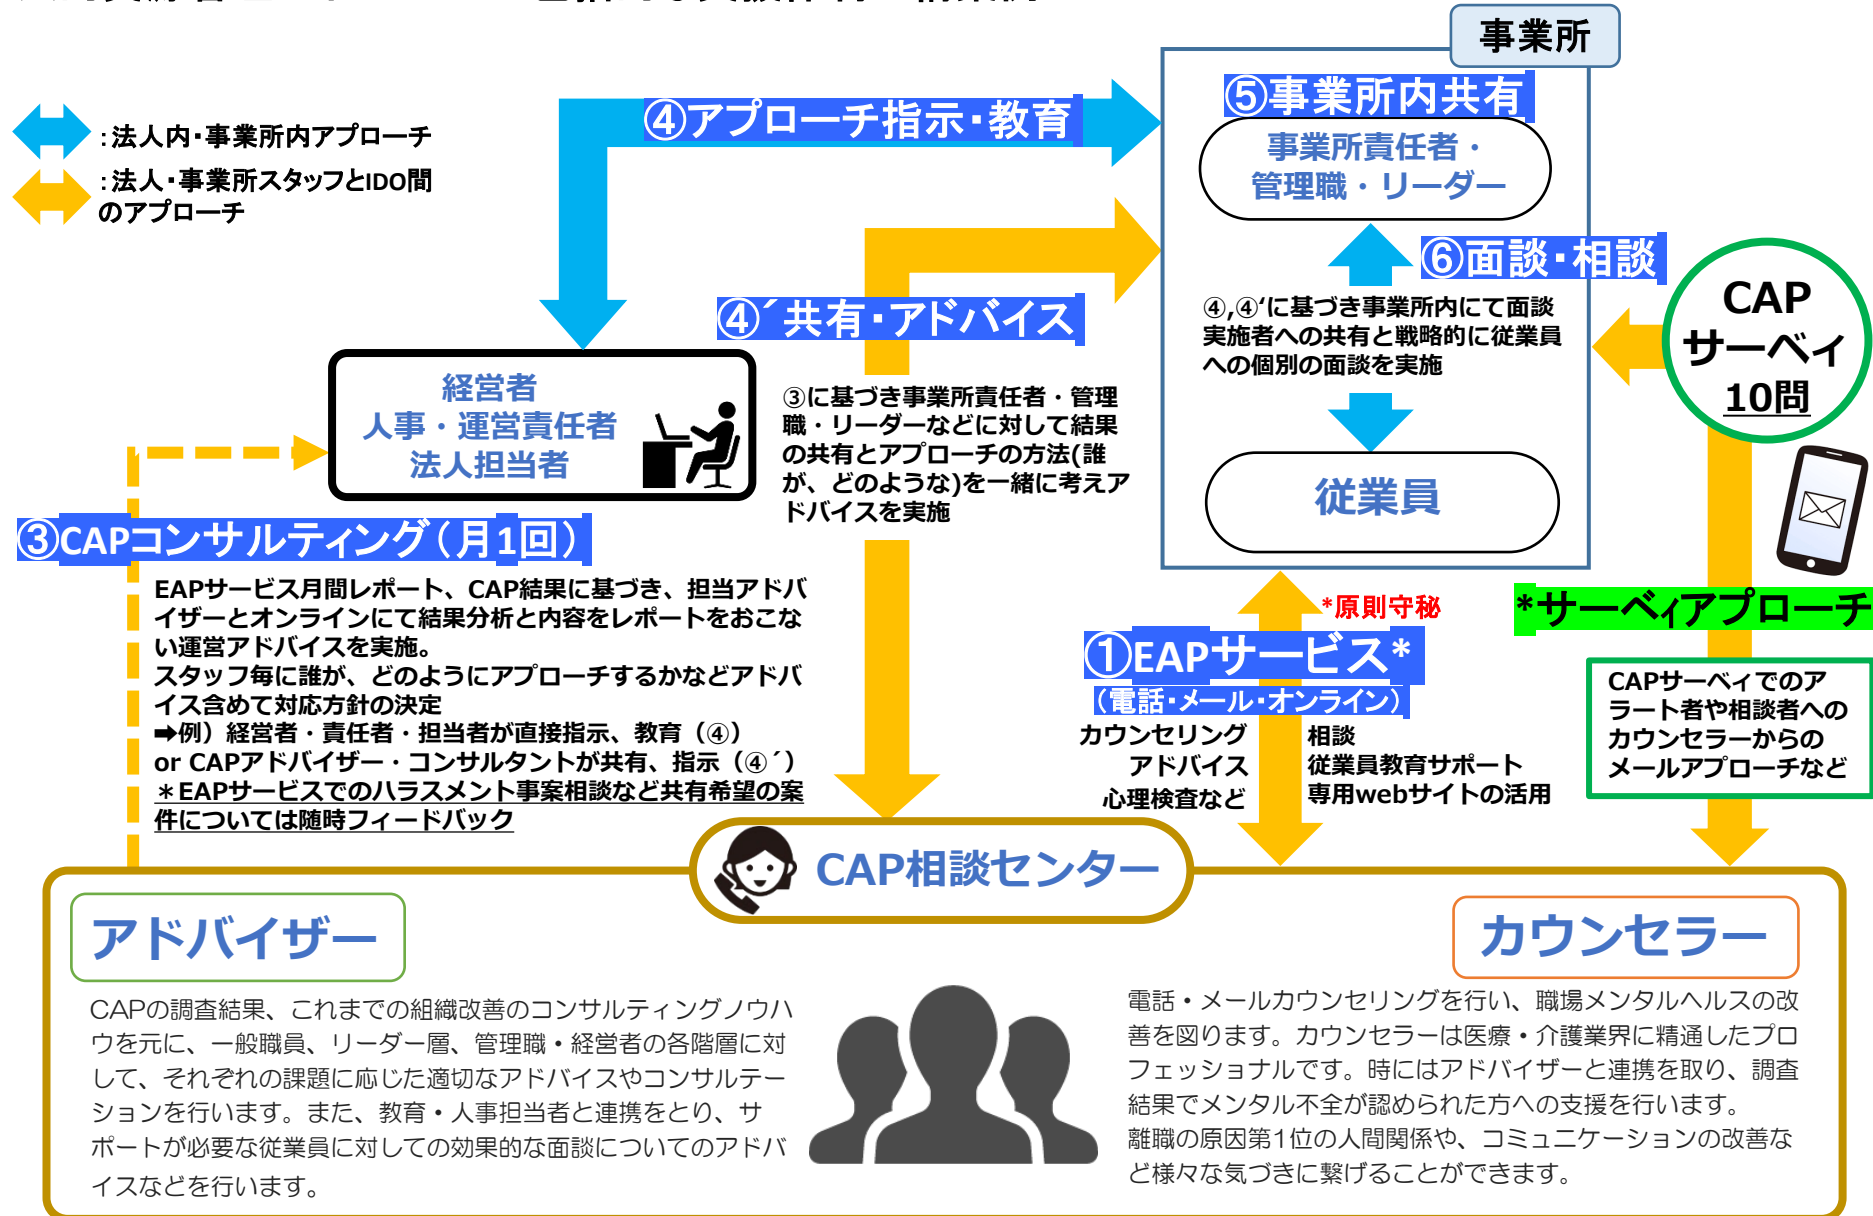 事業所
:法人内・事業所内アプローチ
:法人・事業所スタッフとIDO間
のアプローチ
④アプローチ指示・教育
⑤事業所内共有
事業所責任者・
管理職・リーダー
⑥面談・相談
④,④‘に基づき事業所内にて面談
実施者への共有と戦略的に従業員
への個別の面談を実施
従業員
CAP
サーベィ
10問
④´共有・アドバイス
③に基づき事業所責任者・管理
職・リーダーなどに対して結果
の共有とアプローチの方法(誰
が、どのような)を一緒に考えア
ドバイスを実施
経営者
人事・運営責任者
法人担当者
③CAPコンサルティング（月1回）
EAPサービス月間レポート、CAP結果に基づき、担当アドバ
イザーとオンラインにて結果分析と内容をレポートをおこな
い運営アドバイスを実施。
スタッフ毎に誰が、どのようにアプローチするかなどアドバ
イス含めて対応方針の決定
➡例）経営者・責任者・担当者が直接指示、教育（④）
or CAPアドバイザー・コンサルタントが共有、指示（④´）
＊EAPサービスでのハラスメント事案相談など共有希望の案
件については随時フィードバック
*原則守秘
①EAPサービス*
（電話・メール・オンライン）
カウンセリング
アドバイス
心理検査など
相談
従業員教育サポート
専用webサイトの活用
*サーベィアプローチ
CAPサーベィでのア
ラート者や相談者への
カウンセラーからの
メールアプローチなど
CAP相談センター
アドバイザー
CAPの調査結果、これまでの組織改善のコンサルティングノウハ
ウを元に、一般職員、リーダー層、管理職・経営者の各階層に対
して、それぞれの課題に応じた適切なアドバイスやコンサルテー
ションを行います。また、教育・人事担当者と連携をとり、サ
ポートが必要な従業員に対しての効果的な面談についてのアドバ
イスなどを行います。
カウンセラー
電話・メールカウンセリングを行い、職場メンタルヘルスの改
善を図ります。カウンセラーは医療・介護業界に精通したプロ
フェッショナルです。時にはアドバイザーと連携を取り、調査
結果でメンタル不全が認められた方への支援を行います。
離職の原因第1位の人間関係や、コミュニケーションの改善な
ど様々な気づきに繋げることができます。